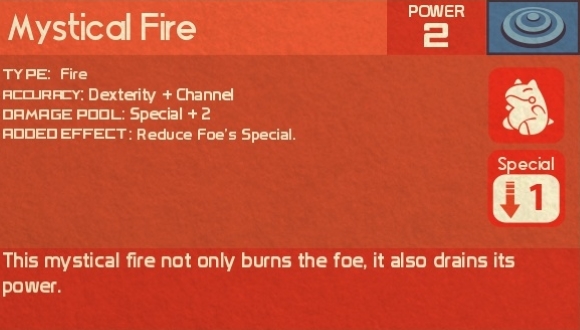 Mystical Fire
POWER
2
TYPE: Fire
ACCURACY: Dexterity + Channel
DAMAGE POOL: Special + 2
ADDED EFFECT: Reduce Foe's Special.
Special
1
This mystical fire not only burns the foe, it also drains its
power.